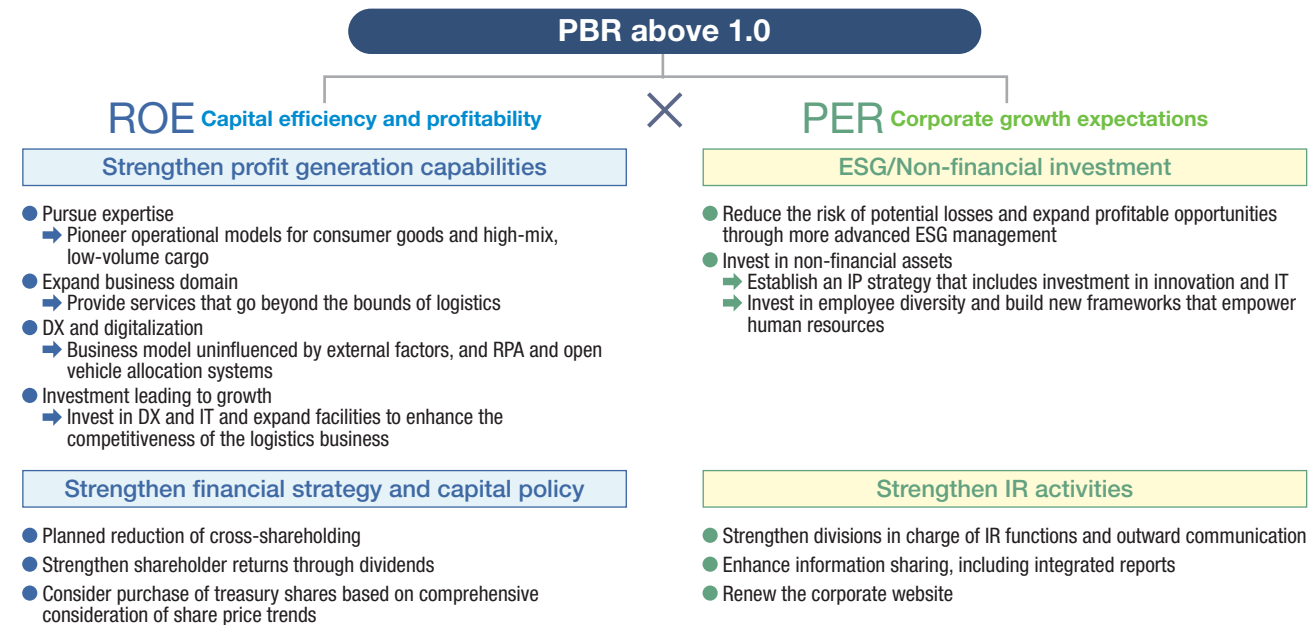 PBR above 1.0
ROE Capital efficiency and profitability
×
PER Corporate growth expectations
Strengthen profit generation capabilities
● Pursue expertise
➡ Pioneer operational models for consumer goods and high-mix,
low-volume cargo
● Expand business domain
➡ Provide services that go beyond the bounds of logistics
● DX and digitalization
➡ Business model uninfluenced by external factors, and RPA and open
vehicle allocation systems
● Investment leading to growth
➡ Invest in DX and IT and expand facilities to enhance the
competitiveness of the logistics business
Strengthen financial strategy and capital policy
● Planned reduction of cross-shareholding
● Strengthen shareholder returns through dividends
● Consider purchase of treasury shares based on comprehensive
consideration of share price trends
ESG/Non-financial investment
● Reduce the risk of potential losses and expand profitable opportunities
through more advanced ESG management
● Invest in non-financial assets
➡ Establish an IP strategy that includes investment in innovation and IT
➡ Invest in employee diversity and build new frameworks that empower
human resources
Strengthen IR activities
● Strengthen divisions in charge of IR functions and outward communication
● Enhance information sharing, including integrated reports
● Renew the corporate website